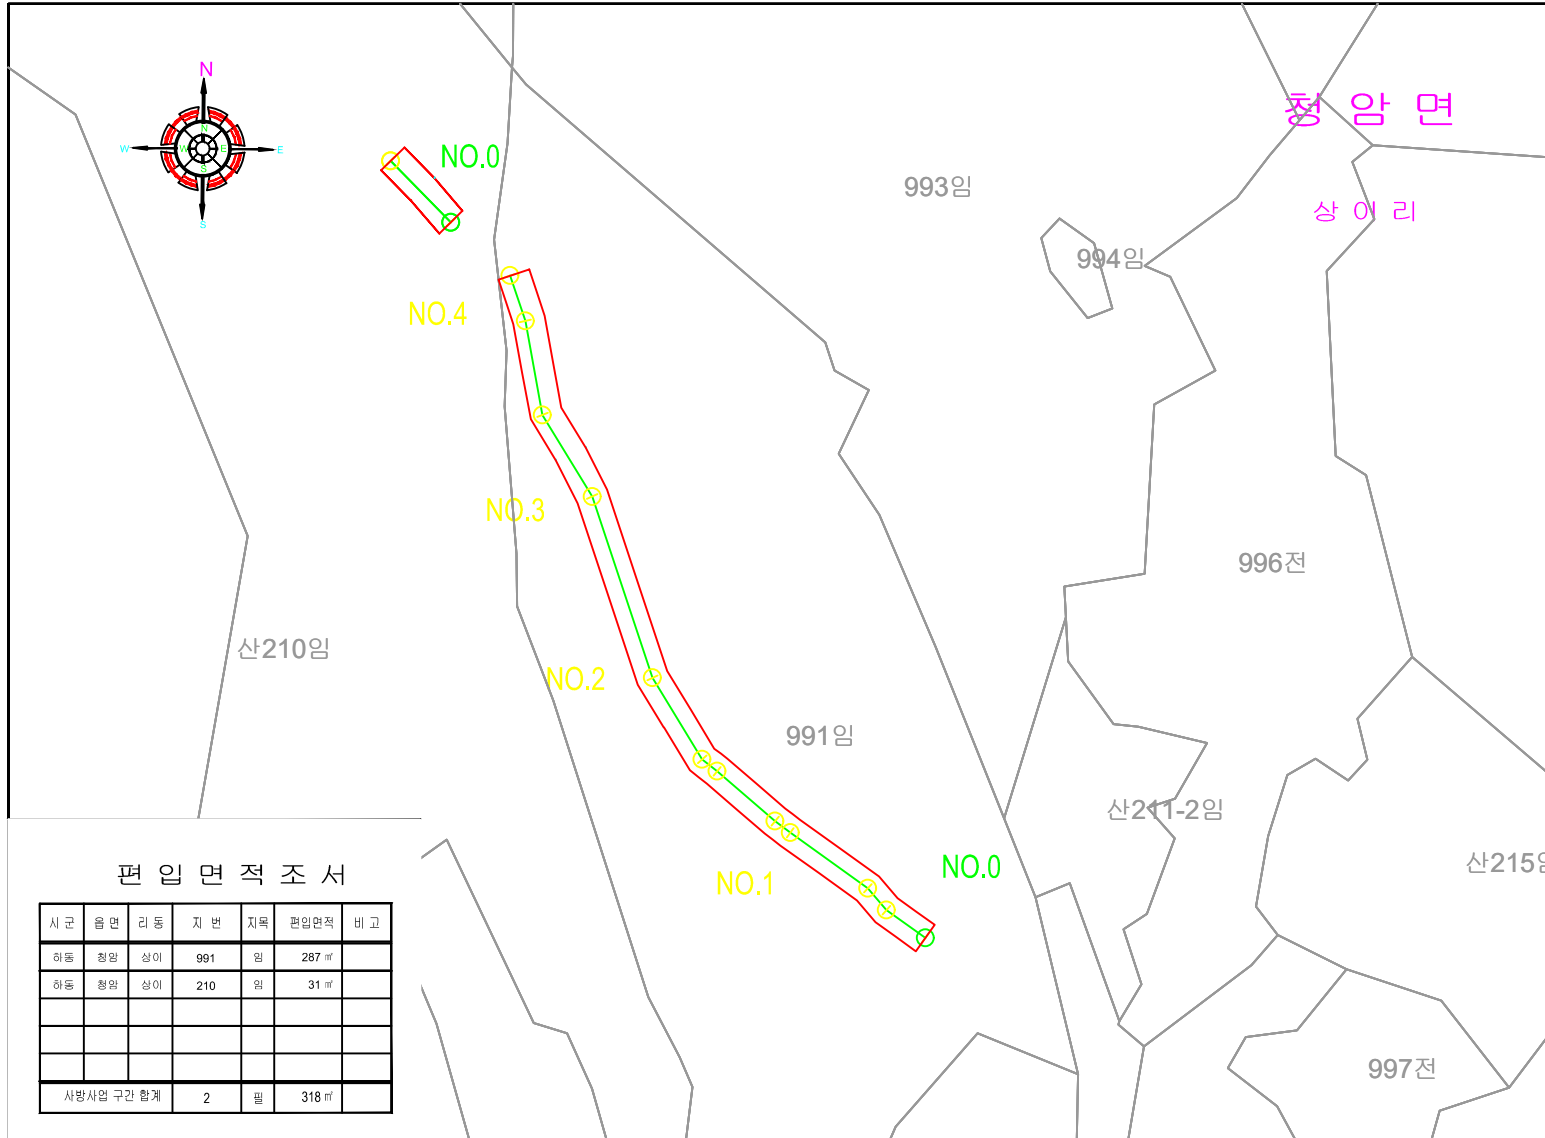 N
N
W
W
E
E
S
S
청 암 면
상 이 리
NO.0
993임
994임
NO.4
NO.3
996전
산210임
NO.2
991임
산211-2임
NO.1
NO.0
997전
편 입 면 적 조 서
시 군 읍 면 리 동 지 번 지목 편입면적 비 고
하동 청암 상이 991 임 287 ㎡
하동 청암 상이 210 임 31 ㎡
사방사업 구간 합계 2 필 318 ㎡